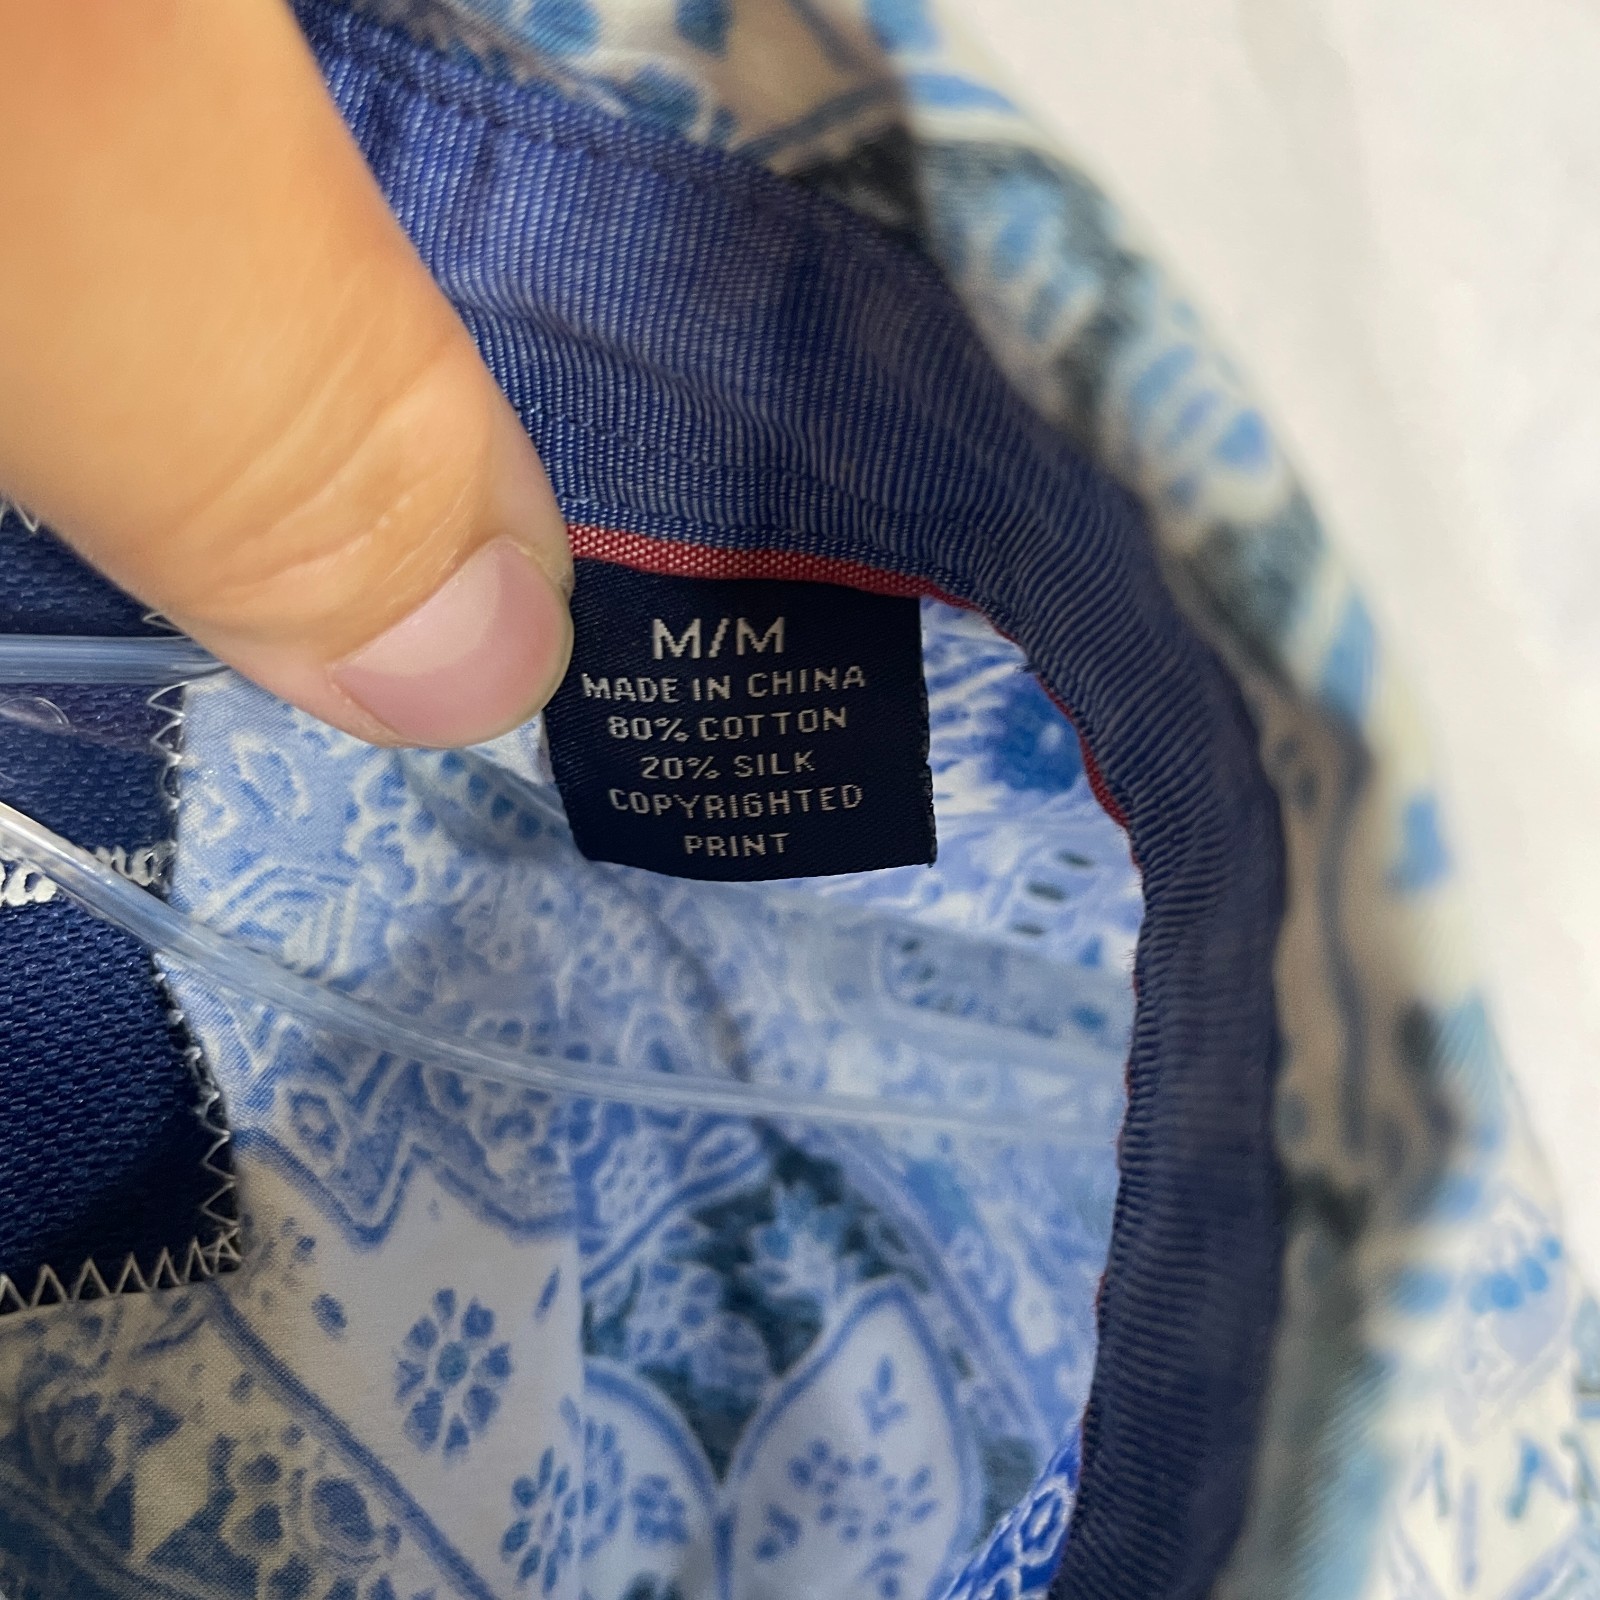 M/M
MADE IN CHINA
80% COTTON
20% SILK
COPYRIGHTED
PRINT